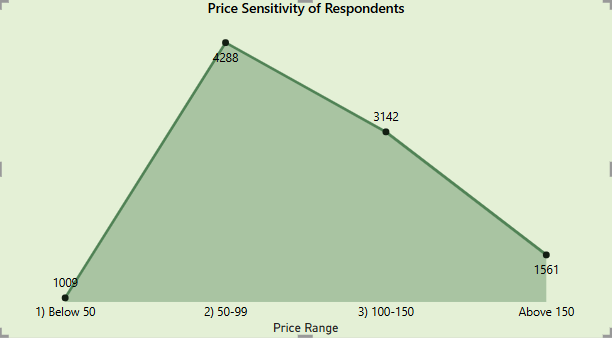 Price Sensitivity of Respondents
4288
3142
1009
1561
1) Below 50 2) 50-99 3) 100-150 Above 150
Price Range